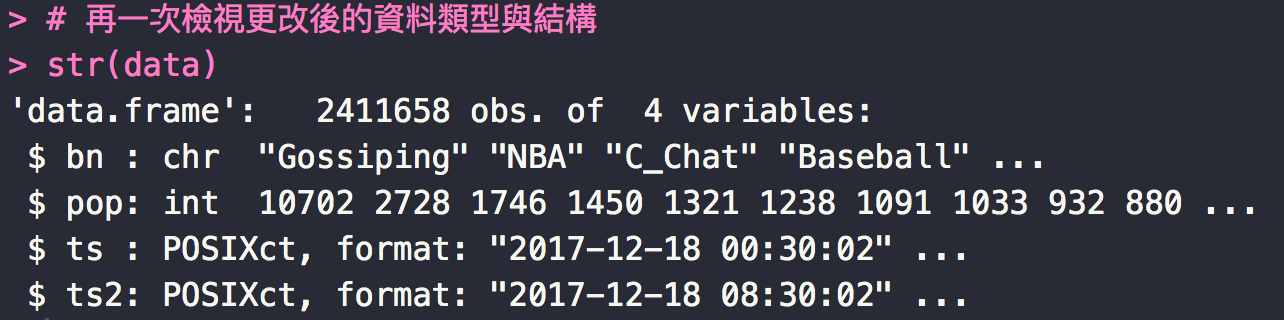 > # 再一次檢視更改後的資料類型與結構
> str(data)
'data.frame':   2411658 obs. of  4 variables:
 $ bn : chr  "Gossiping" "NBA" "C_Chat" "Baseball" ...
 $ pop: int  10702 2728 1746 1450 1321 1238 1091 1033 932 880 ...
 $ ts : POSIXct, format: "2017-12-18 00:30:02" ...
 $ ts2: POSIXct, format: "2017-12-18 08:30:02" ...